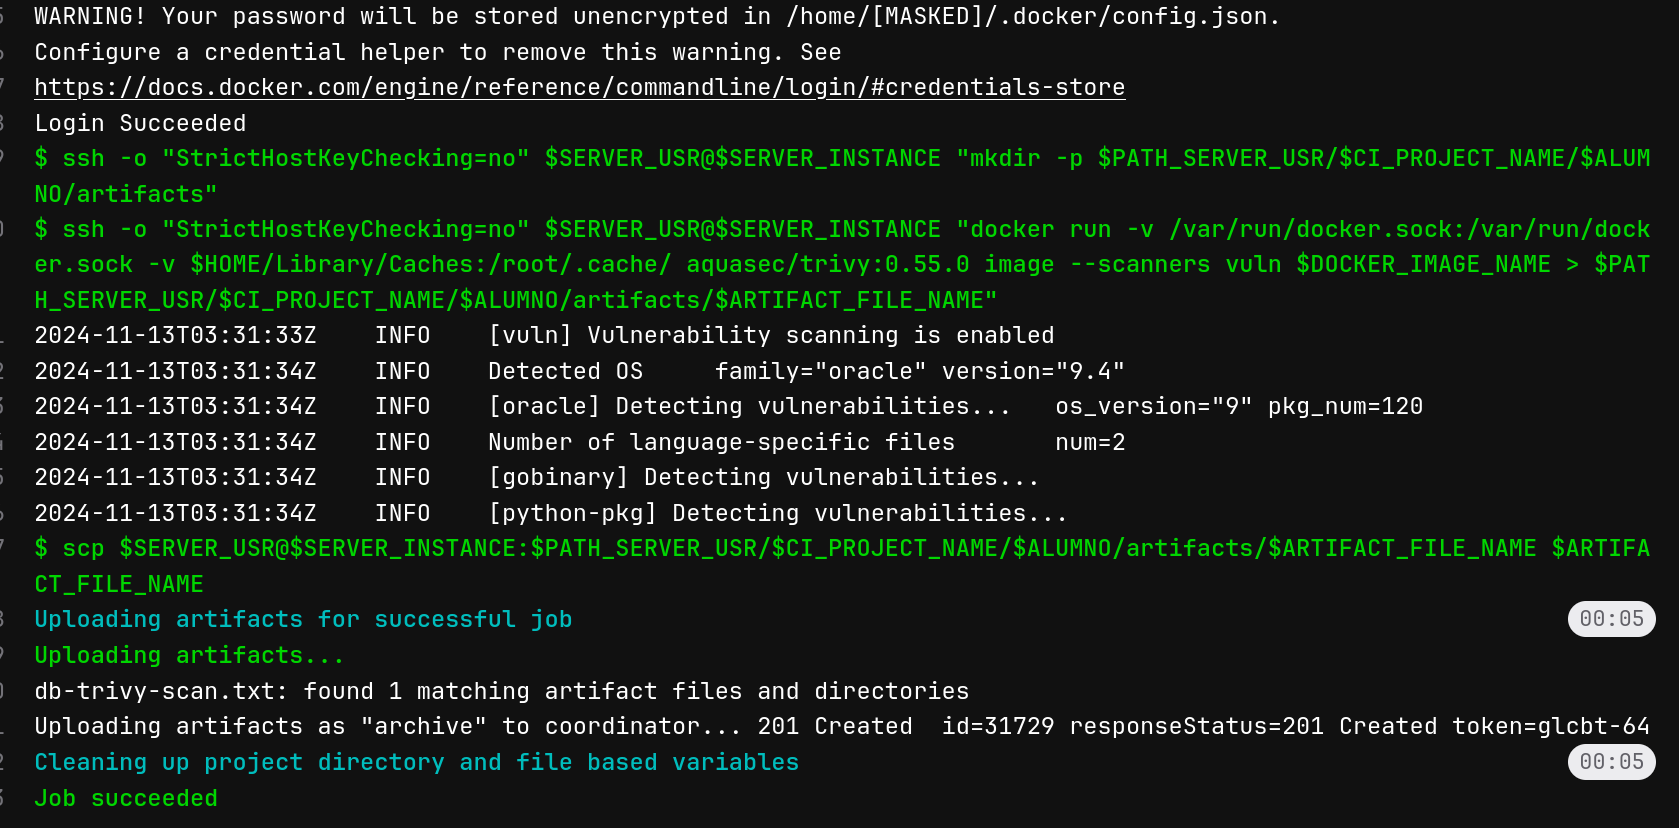 WARNING! Your password will be stored unencrypted in /home/[MASKED]/.docker/config.json.
Configure a credential helper to remove this warning. See
https://docs.docker.com/engine/reference/commandline/login/#credentials-store
Login Succeeded
$ ssh -o "StrictHostKeyChecking=no" $SERVER_USR@$SERVER_INSTANCE "mkdir -p $PATH_SERVER_USR/$CI_PROJECT_NAME/$ALUM
NO/artifacts"
$ ssh -o "StrictHostKeyChecking=no" $SERVER_USR@$SERVER_INSTANCE "docker run -v /var/run/docker.sock:/var/run/dock
er.sock -v $HOME/Library/Caches:/root/.cache/ aquasec/trivy:0.55.0 image --scanners vuln $DOCKER_IMAGE_NAME > $PAT
H_SERVER_USR/$CI_PROJECT_NAME/$ALUMNO/artifacts/$ARTIFACT_FILE_NAME"
2024-11-13T03:31:33Z    INFO    [vuln] Vulnerability scanning is enabled
2024-11-13T03:31:34Z    INFO    Detected OS     family="oracle" version="9.4"
2024-11-13T03:31:34Z    INFO    [oracle] Detecting vulnerabilities...   os_version="9" pkg_num=120
2024-11-13T03:31:34Z    INFO    Number of language-specific files       num=2
2024-11-13T03:31:34Z    INFO    [gobinary] Detecting vulnerabilities...
2024-11-13T03:31:34Z    INFO    [python-pkg] Detecting vulnerabilities...
$ scp $SERVER_USR@$SERVER_INSTANCE:$PATH_SERVER_USR/$CI_PROJECT_NAME/$ALUMNO/artifacts/$ARTIFACT_FILE_NAME $ARTIFA
CT_FILE_NAME
Uploading artifacts for successful job 00:05
Uploading artifacts...
db-trivy-scan.txt: found 1 matching artifact files and directories
Uploading artifacts as "archive" to coordinator... 201 Created  id=31729 responseStatus=201 Created token=glcbt-64
Cleaning up project directory and file based variables 00:05
Job succeeded